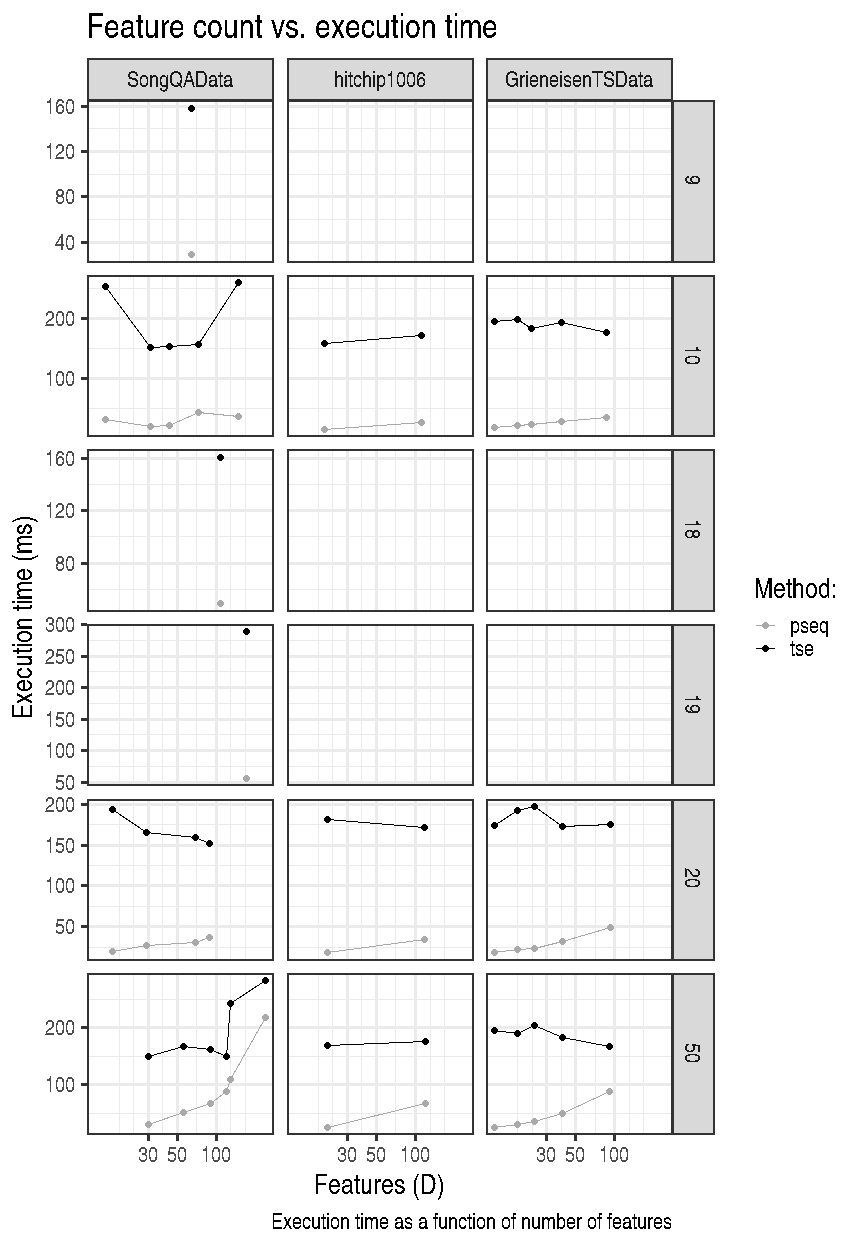 Feature count vs. execution time
SongQAData
hitchip1006
GrieneisenTSData
160
120
80
40
9
200
100
10
160
120
80
18
300
250
200
150
100
50
19
200
150
100
50
20
200
100
50
30 50 100
30 50 100
30 50 100
Execution time (ms)
Features (D)
Method:
pseq
tse
Execution time as a function of number of features